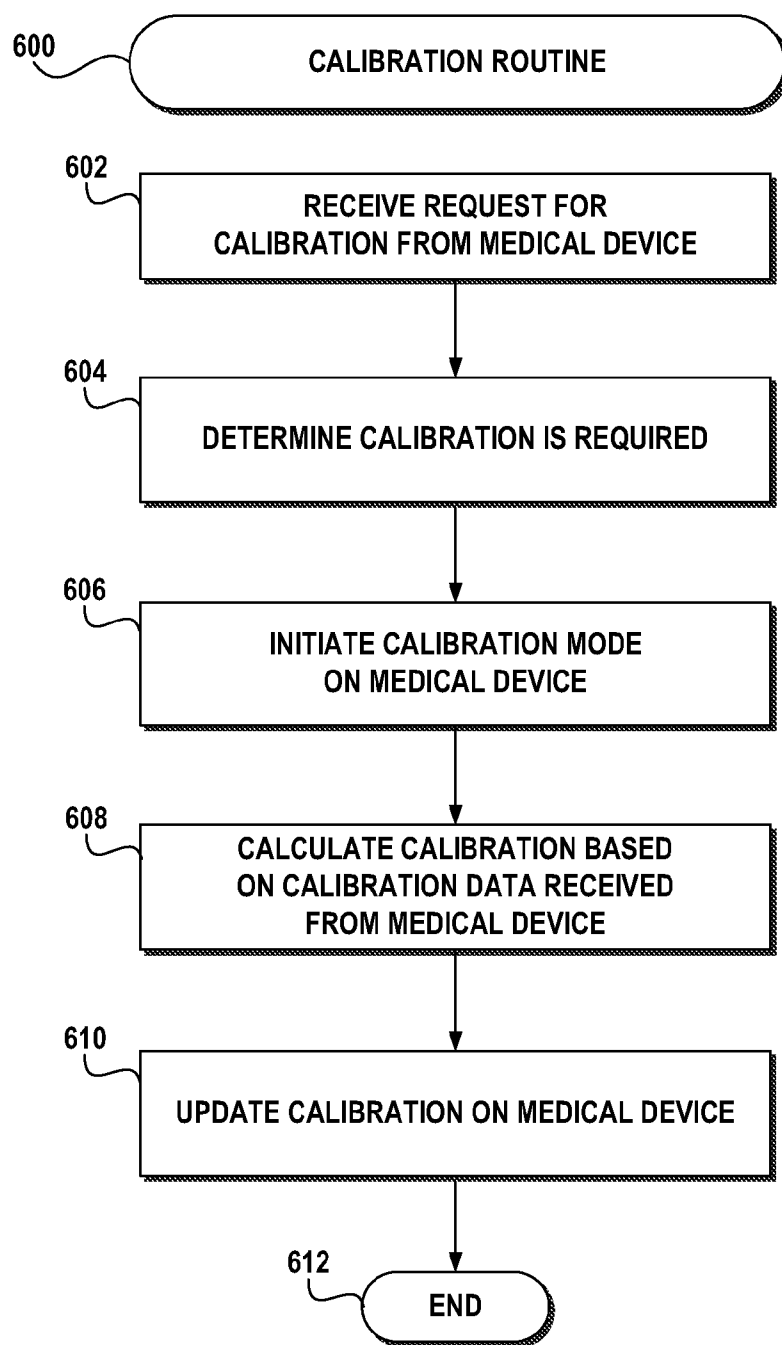 600
CALIBRATION ROUTINE
602
RECEIVE REQUEST FOR
CALIBRATION FROM MEDICAL DEVICE
604
DETERMINE CALIBRATION IS REQUIRED
606
INITIATE CALIBRATION MODE
ON MEDICAL DEVICE
608
CALCULATE CALIBRATION BASED
ON CALIBRATION DATA RECEIVED
FROM MEDICAL DEVICE
610
UPDATE CALIBRATION ON MEDICAL DEVICE
612
END